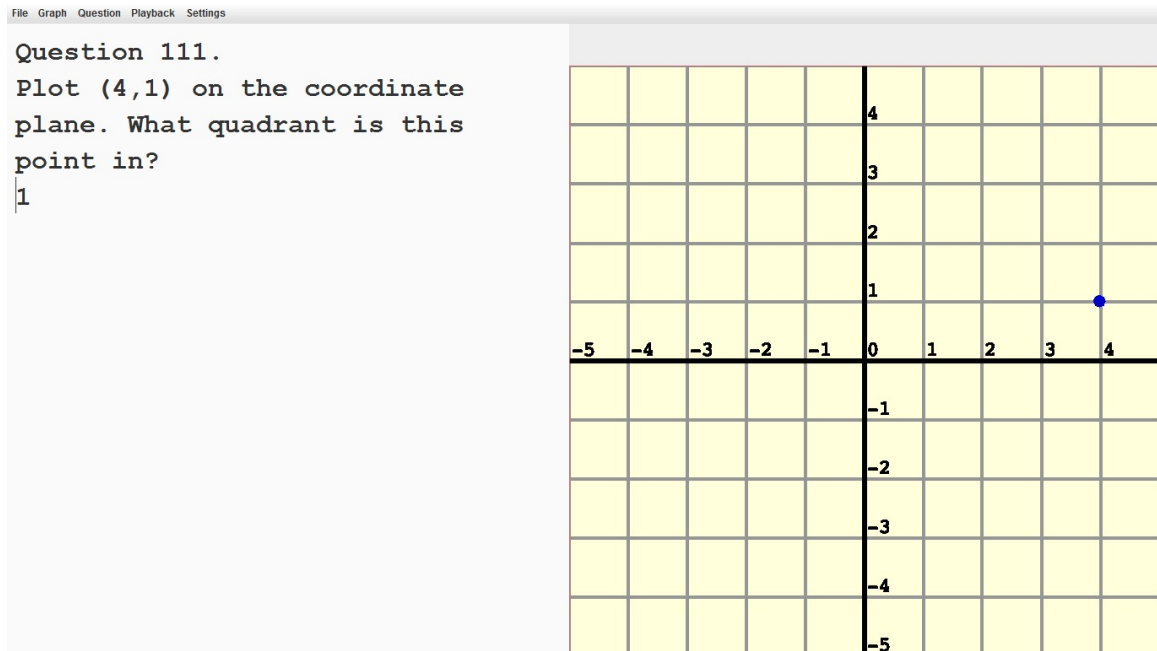 File Graph Question Playback Settings
Question 111.
Plot (4,1) on the coordinate
plane. What quadrant is this
point in?
1
4
3
2
1
-5 -4 -3 -2 -1 0 1 2 3 4
-1
-2
-3
-4
-5